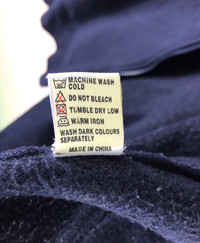 MACHINE WASH
COLD
DO NOT BLEACH
TUMBLE DRY LOW
WARM IRON
WASH DARK COLOURS
SEPARATELY
MADE IN CHINA